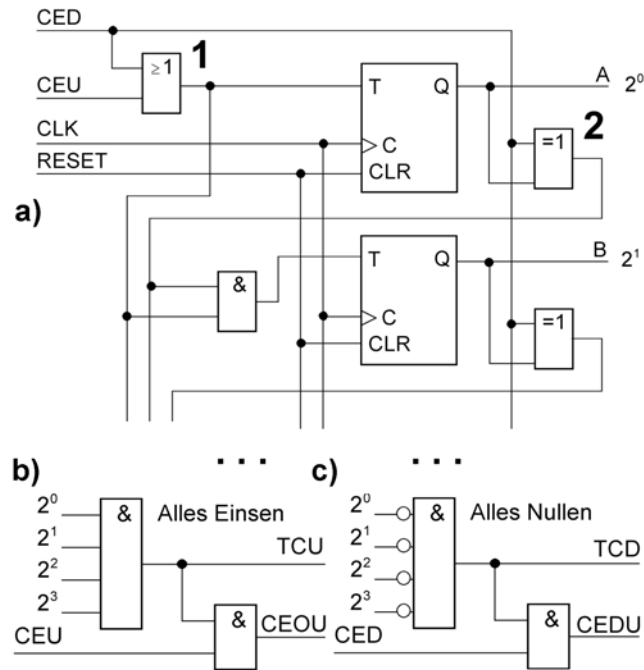 CED
≥1
1
CEU
T
Q
A
2⁰
CLK
C
=1
2
RESET
CLR
a)
&
T
Q
B
2¹
C
=1
CLR
. . .
. . .
b)
2⁰
2¹
2²
2³
&
Alles Einsen
TCU
&
CEOU
CEU
c)
2⁰
2¹
2²
2³
&
Alles Nullen
TCD
&
CEDU
CED